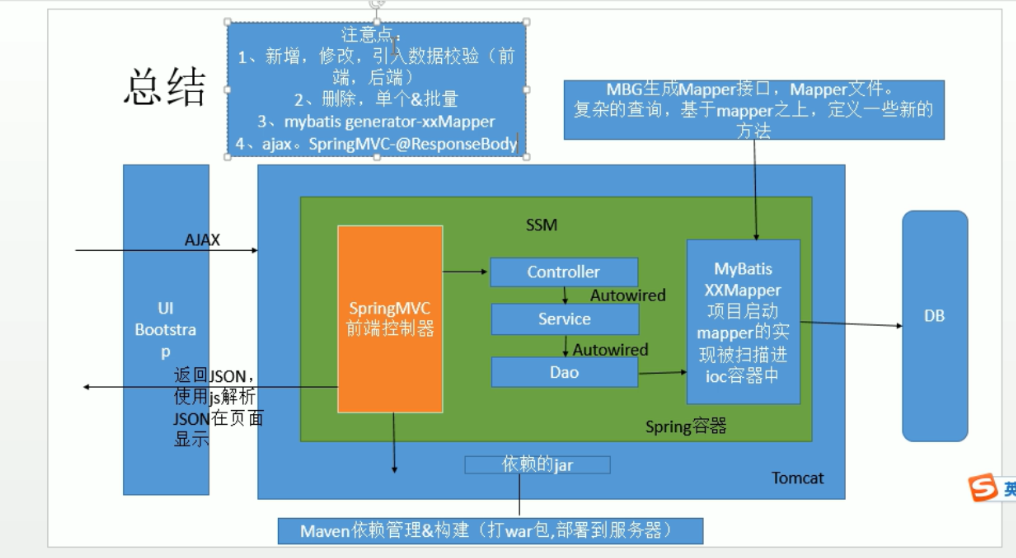 总结
注意点:
1、新增，修改，引入数据校验（前
端，后端）
2、删除，单个&批量
3、mybatis generator-xxMapper
4、ajax。SpringMVC-@ResponseBody
MBG生成Mapper接口，Mapper文件。
复杂的查询，基于mapper之上，定义一些新的
方法
AJAX
UI
Bootstra
p
返回JSON，
使用js解析
JSON在页面
显示
SSM
SpringMVC
前端控制器
Controller
Autowired
Service
Autowired
Dao
MyBatis
XXMapper
项目启动
mapper的实
现被扫描进
ioc容器中
Spring容器
DB
依赖的jar
Tomcat
Maven依赖管理&构建（打war包,部署到服务器）
S
英